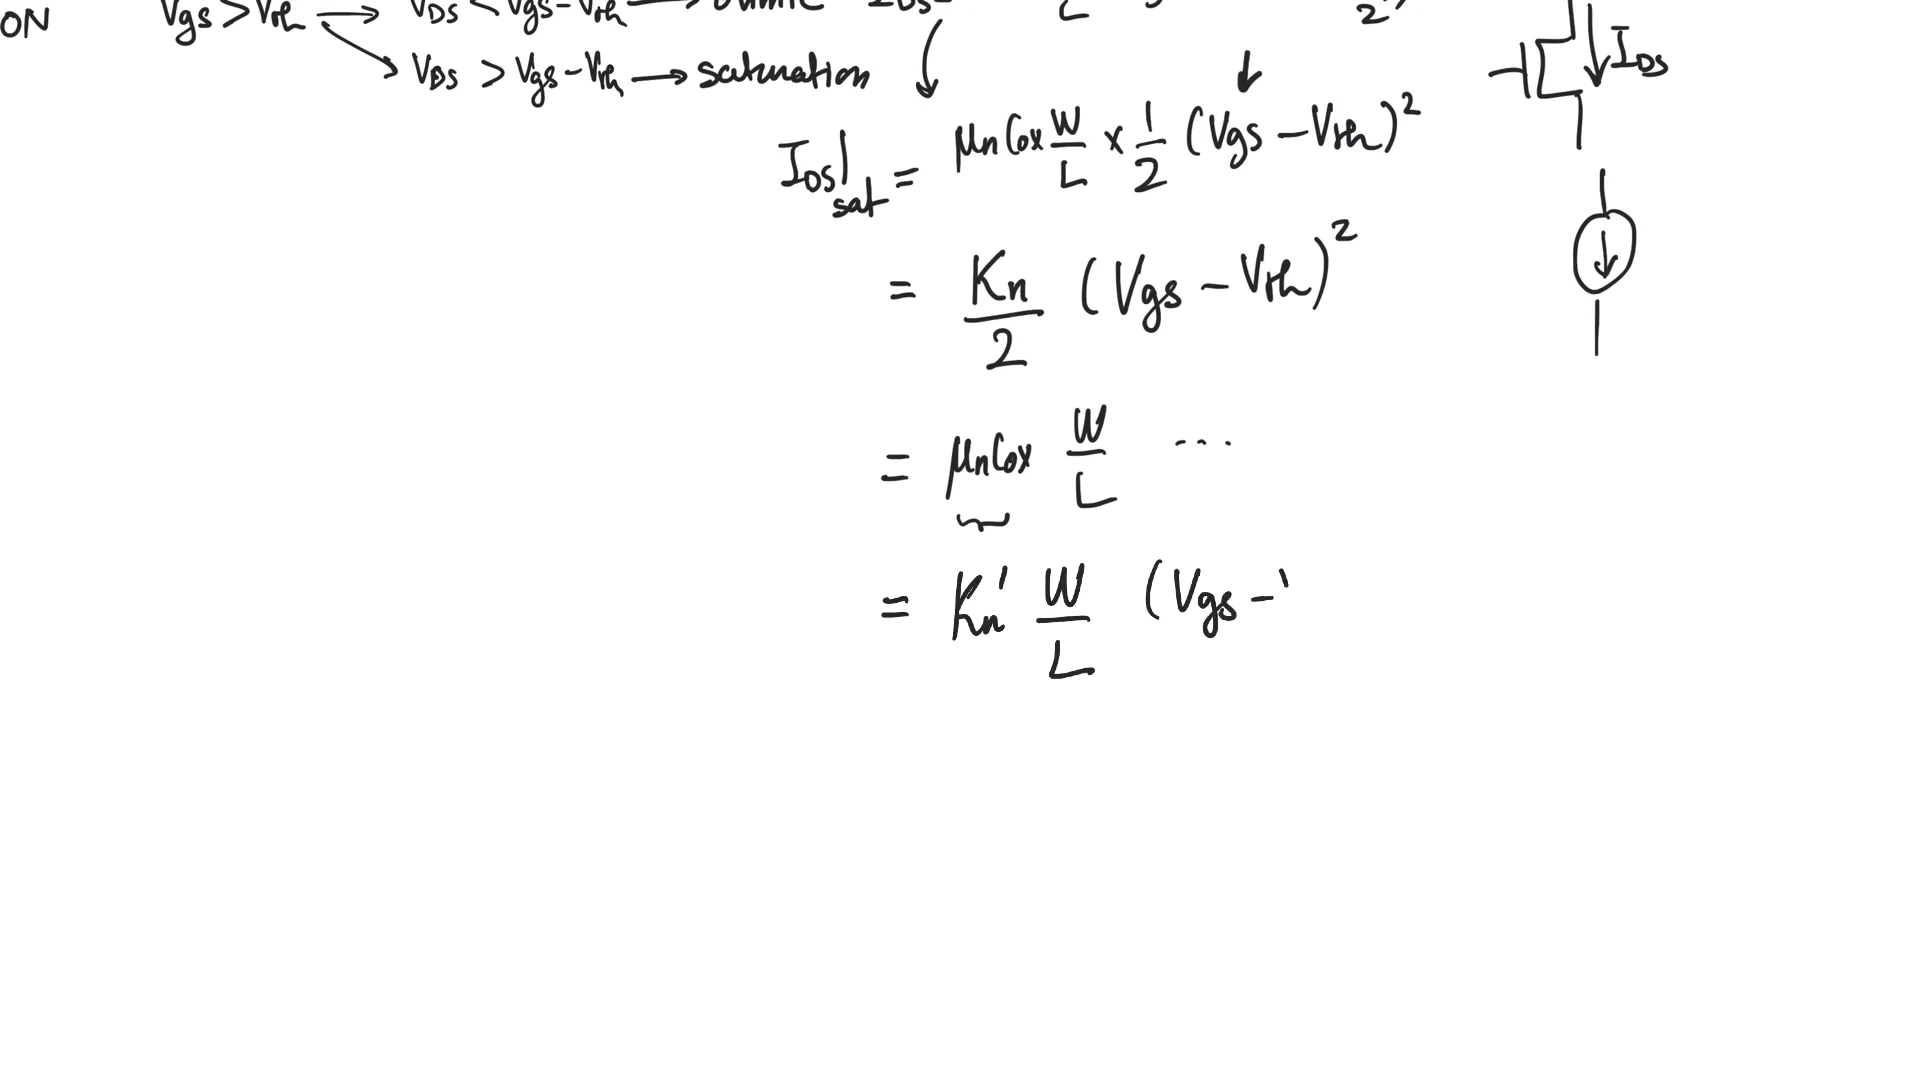 ON Vgs > Vth → VDS < Vgs - Vth → ohmic IDS =
VDS > Vgs - Vth → saturation
IDS
IDS|sat = μnCox W/L × 1/2 (Vgs - Vth)²
= Kn/2 (Vgs - Vth)²
= μnCox W/L ...
= Kn' W/L (Vgs -